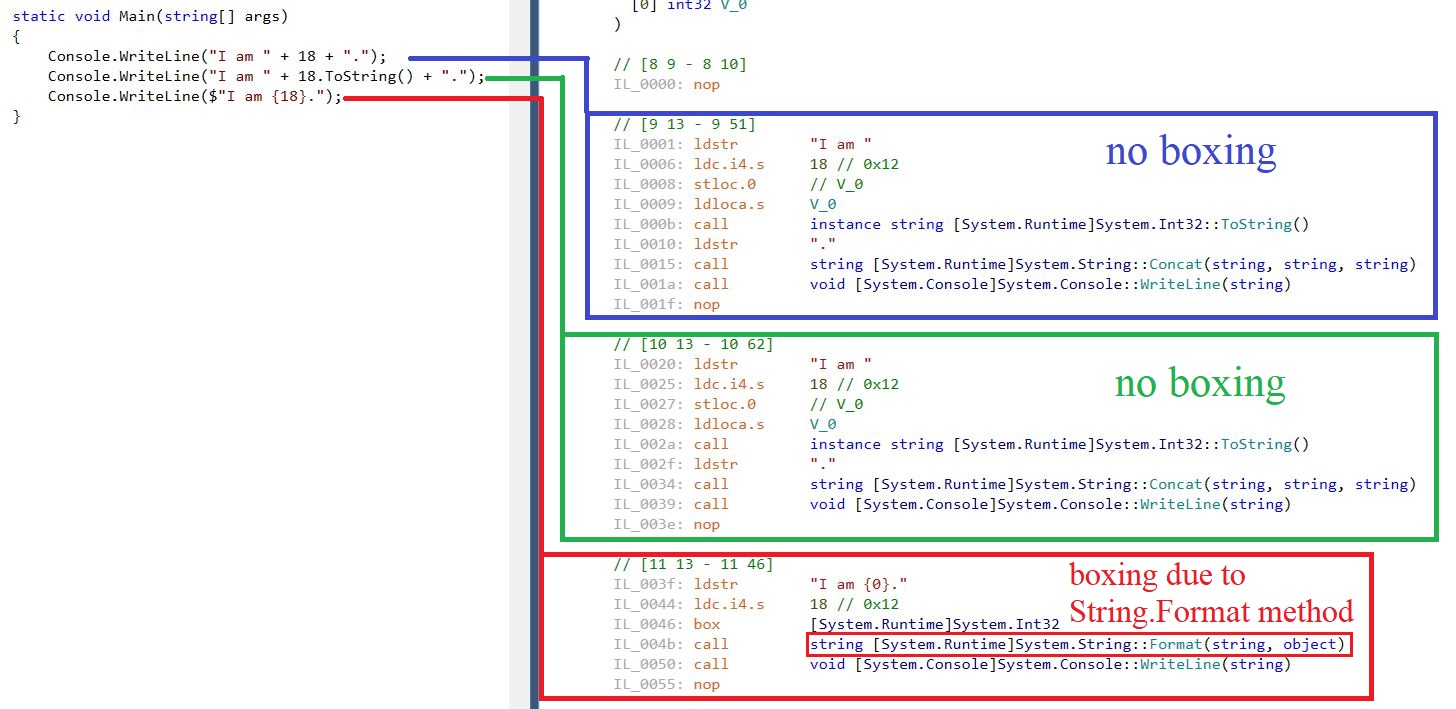 static void Main(string[] args)
{
Console.WriteLine("I am " + 18 + ".");
Console.WriteLine("I am " + 18.ToString() + ".");
Console.WriteLine($"I am {18}.");
}
[0] int32 V_0
)
// [8 9 - 8 10]
IL_0000: nop
// [9 13 - 9 51]
IL_0001: ldstr "I am "
IL_0006: ldc.i4.s 18 // 0x12
IL_0008: stloc.0 // V_0
IL_0009: ldloca.s V_0
IL_000b: call instance string [System.Runtime]System.Int32::ToString()
IL_0010: ldstr "."
IL_0015: call string [System.Runtime]System.String::Concat(string, string, string)
IL_001a: call void [System.Console]System.Console::WriteLine(string)
IL_001f: nop
no boxing
// [10 13 - 10 62]
IL_0020: ldstr "I am "
IL_0025: ldc.i4.s 18 // 0x12
IL_0027: stloc.0 // V_0
IL_0028: ldloca.s V_0
IL_002a: call instance string [System.Runtime]System.Int32::ToString()
IL_002f: ldstr "."
IL_0034: call string [System.Runtime]System.String::Concat(string, string, string)
IL_0039: call void [System.Console]System.Console::WriteLine(string)
IL_003e: nop
no boxing
// [11 13 - 11 46]
IL_003f: ldstr "I am {0}."
IL_0044: ldc.i4.s 18 // 0x12
IL_0046: box [System.Runtime]System.Int32
IL_004b: call string [System.Runtime]System.String::Format(string, object)
IL_0050: call void [System.Console]System.Console::WriteLine(string)
IL_0055: nop
boxing due to
String.Format method